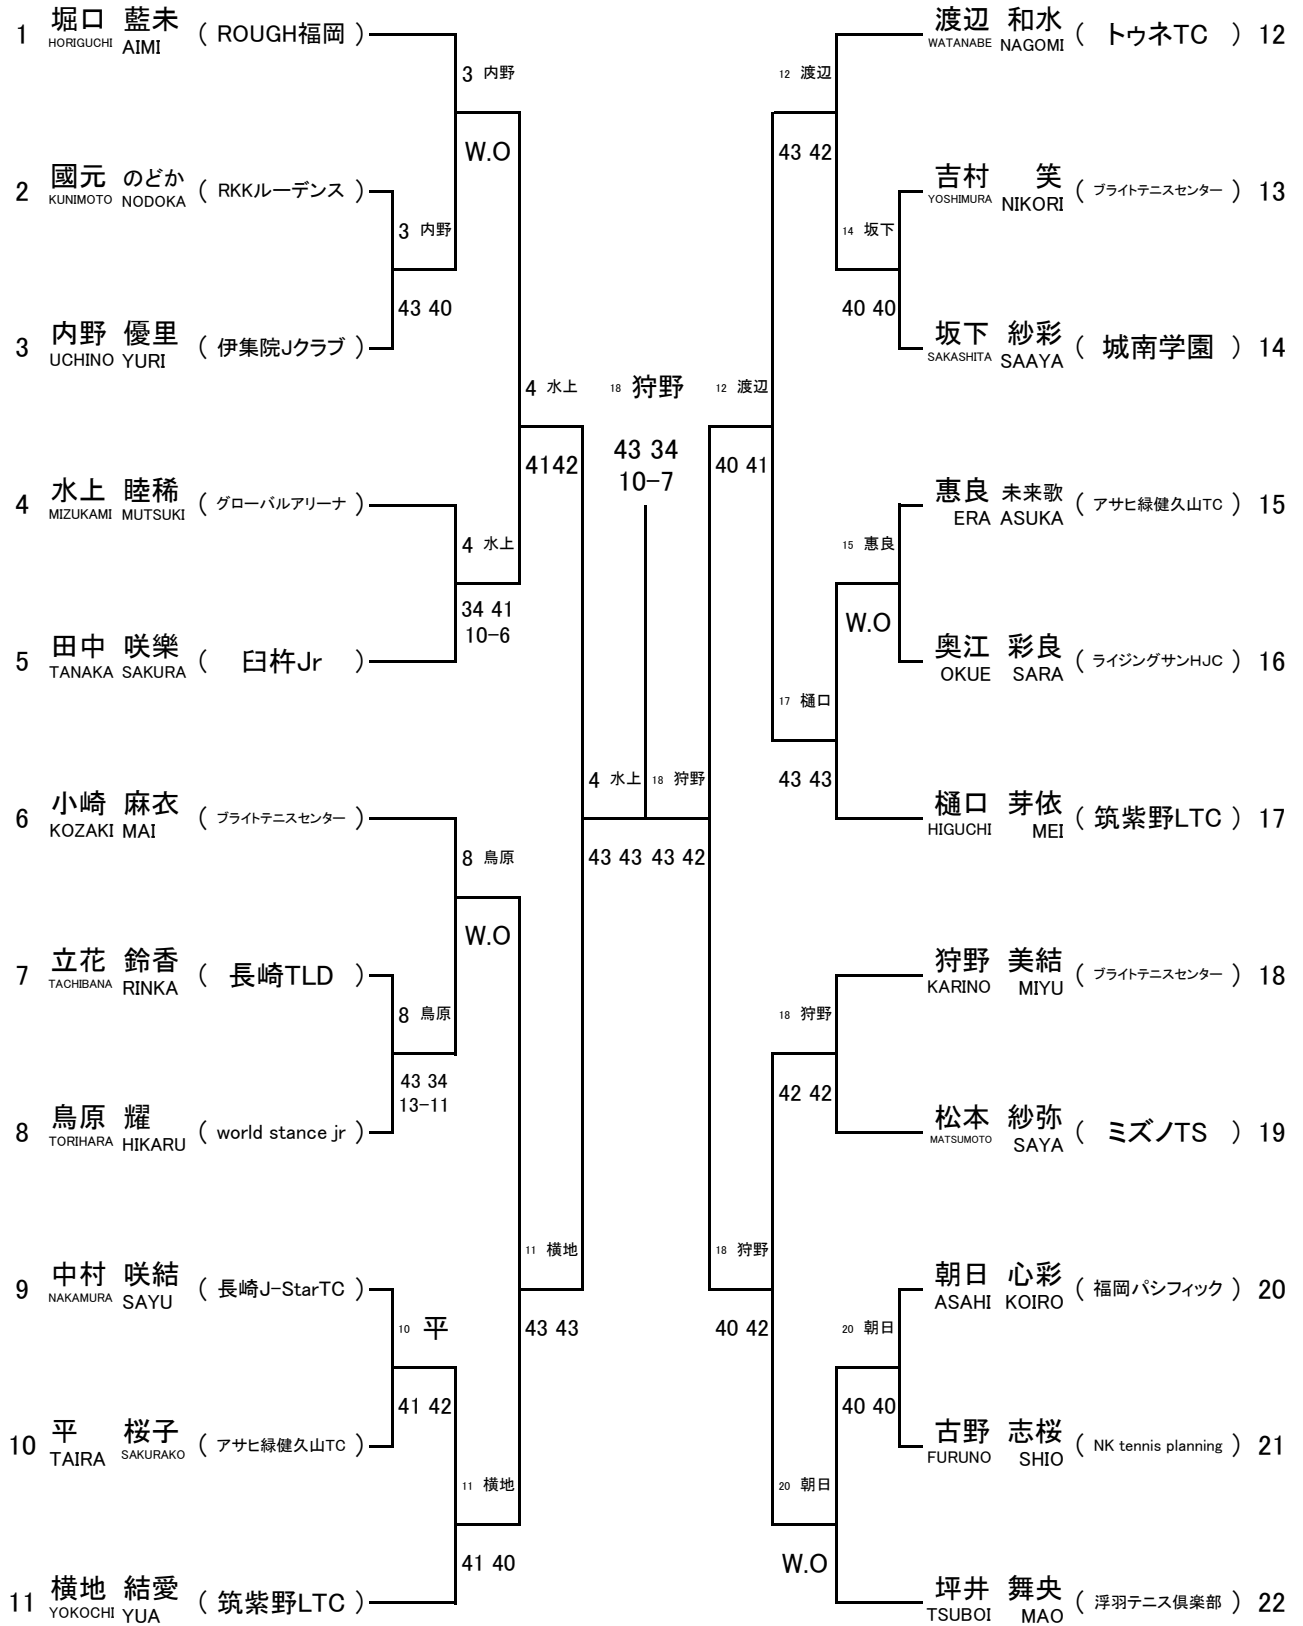 1 堀口 藍未 ( ROUGH福岡 )
HORIGUCHI AIMI
3 内野
W.O
2 國元 のどか ( RKKルーデンス )
KUNIMOTO NODOKA
3 内野
43 40
3 内野 優里 ( 伊集院Jクラブ )
UCHINO YURI
4 水上
4142
4 水上 睦稀 ( グローバルアリーナ )
MIZUKAMI MUTSUKI
4 水上
34 41
10-6
5 田中 咲樂 ( 臼杵Jr )
TANAKA SAKURA
4 水上
43 43
6 小崎 麻衣 ( ブライトテニスセンター )
KOZAKI MAI
8 鳥原
W.O
7 立花 鈴香 ( 長崎TLD )
TACHIBANA RINKA
8 鳥原
43 34
13-11
8 鳥原 耀 ( world stance jr )
TORIHARA HIKARU
11 横地
43 43
9 中村 咲結 ( 長崎J-StarTC )
NAKAMURA SAYU
10 平
41 42
10 平 桜子 ( アサヒ緑健久山TC )
TAIRA SAKURAKO
11 横地
41 40
11 横地 結愛 ( 筑紫野LTC )
YOKOCHI YUA
18 狩野
43 34
10-7
渡辺 和水 ( トゥネTC ) 12
WATANABE NAGOMI
12 渡辺
43 42
吉村 笑 ( ブライトテニスセンター ) 13
YOSHIMURA NIKORI
14 坂下
40 40
坂下 紗彩 ( 城南学園 ) 14
SAKASHITA SAAYA
12 渡辺
40 41
惠良 未来歌 ( アサヒ緑健久山TC ) 15
ERA ASUKA
15 惠良
W.O
奥江 彩良 ( ライジングサンHJC ) 16
OKUE SARA
17 樋口
43 43
樋口 芽依 ( 筑紫野LTC ) 17
HIGUCHI MEI
18 狩野
43 42
狩野 美結 ( ブライトテニスセンター ) 18
KARINO MIYU
18 狩野
42 42
松本 紗弥 ( ミズノTS ) 19
MATSUMOTO SAYA
18 狩野
40 42
朝日 心彩 ( 福岡パシフィック ) 20
ASAHI KOIRO
20 朝日
40 40
古野 志桜 ( NK tennis planning ) 21
FURUNO SHIO
20 朝日
W.O
坪井 舞央 ( 浮羽テニス倶楽部 ) 22
TSUBOI MAO